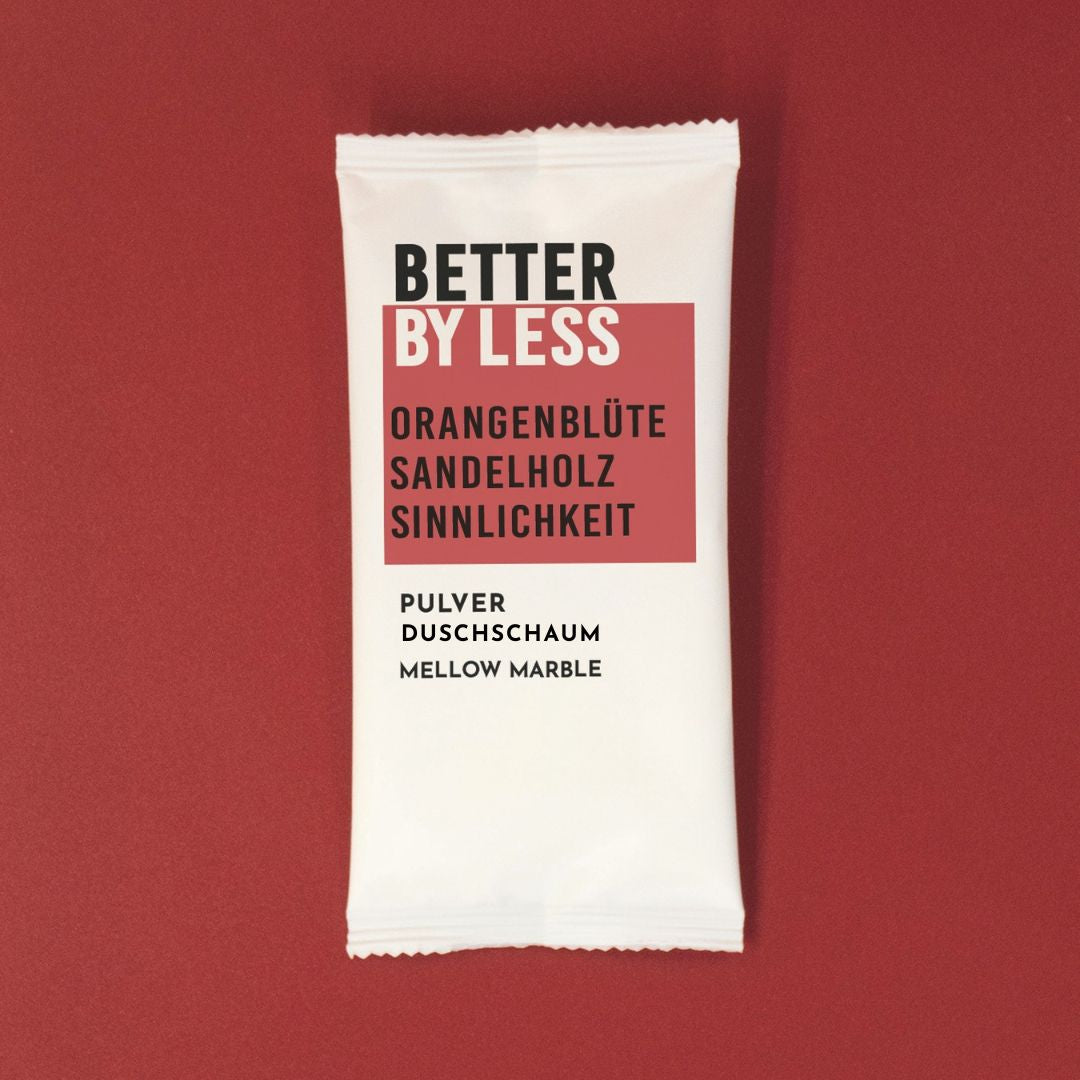 BETTER
BY LESS
ORANGENBLÜTE
SANDELHOLZ
SINNLICHKEIT
PULVER
DUSCHSCHAUM
MELLOW MARBLE